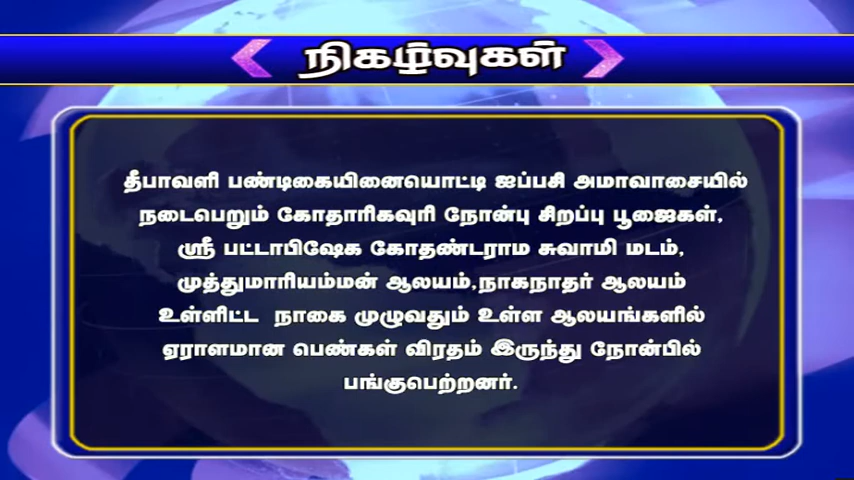 நிகழ்வுகள்
தீபாவளி பண்டிகையினையொட்டி ஐப்பசி அமாவாசையில்
நடைபெறும் கோதாரிகவுரி நோன்பு சிறப்பு பூஜைகள்,
ஸ்ரீ பட்டாபிஷேக கோதண்டராம சுவாமி மடம்,
முத்துமாரியம்மன் ஆலயம்,நாகநாதர் ஆலயம்
உள்ளிட்ட நாகை முழுவதும் உள்ள ஆலயங்களில்
ஏராளமான பெண்கள் விரதம் இருந்து நோன்பில்
பங்குபெற்றனர்.